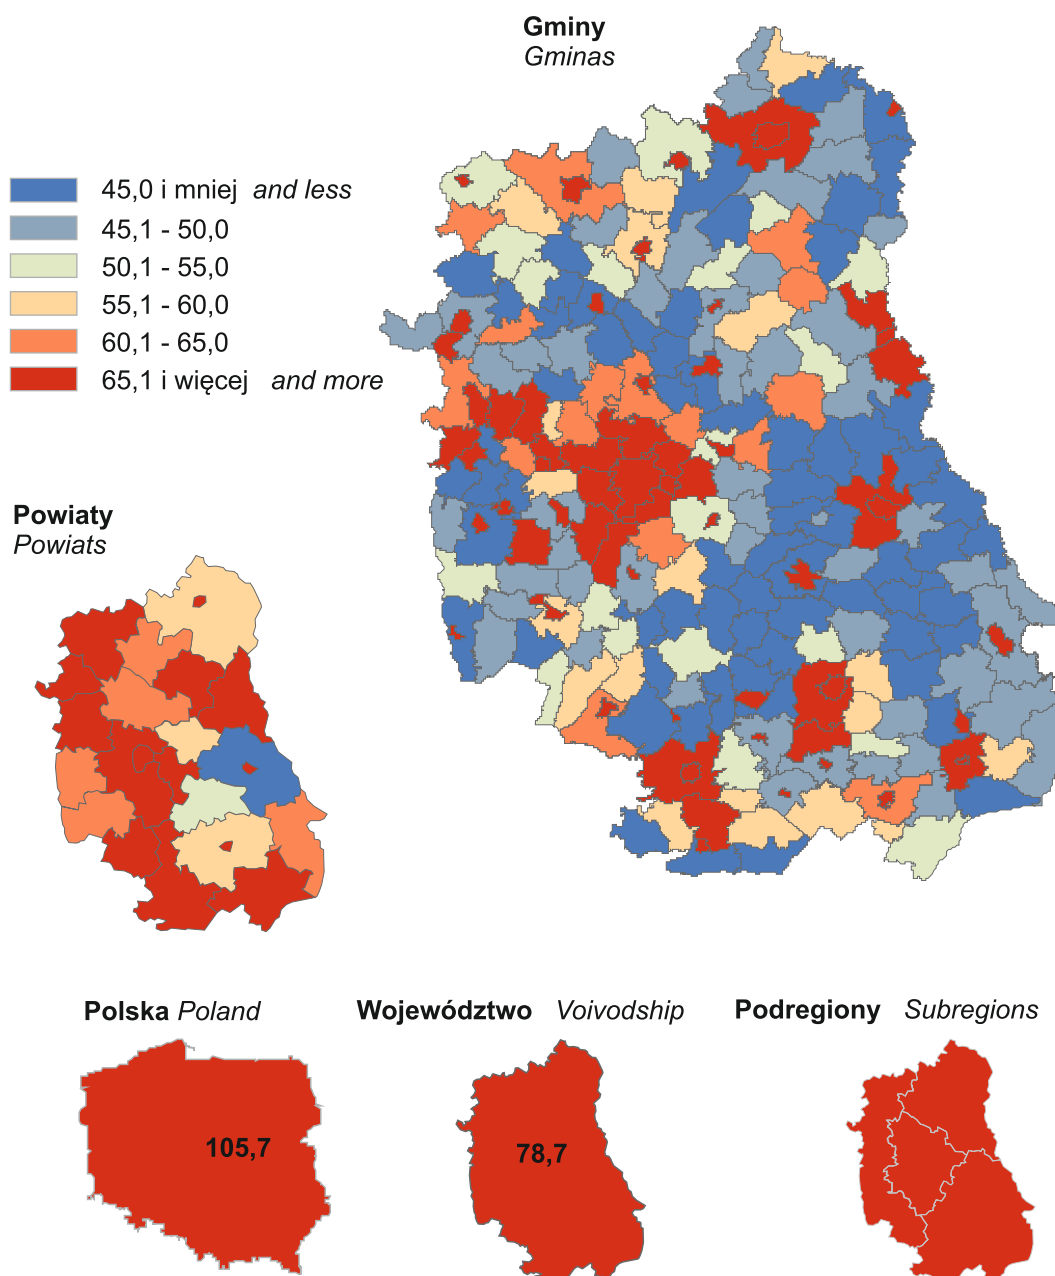 Gminy
Gminas
45,0 i mniej and less
45,1 - 50,0
50,1 - 55,0
55,1 - 60,0
60,1 - 65,0
65,1 i więcej and more
Powiaty
Powiats
Polska Poland
Województwo Voivodship
Podregiony Subregions
105,7
78,7